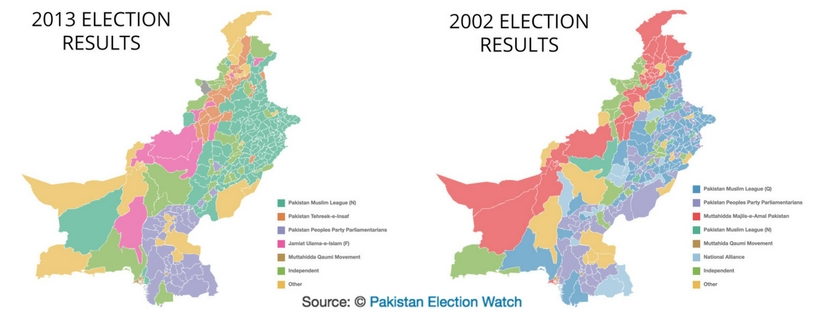 2013 ELECTION
RESULTS
Pakistan Muslim League (N)
Pakistan Tehreek-e-Insaf
Pakistan Peoples Party Parliamentarians
Jamiat Ulama-e-Islam (F)
Muttahidda Qaumi Movement
Independent
Other
2002 ELECTION
RESULTS
Pakistan Muslim League (Q)
Pakistan Peoples Party Parliamentarians
Muttahidda Majlis-e-Amal Pakistan
Pakistan Muslim League (N)
Muttahida Qaumi Movement
National Alliance
Independent
Other
Source: © Pakistan Election Watch